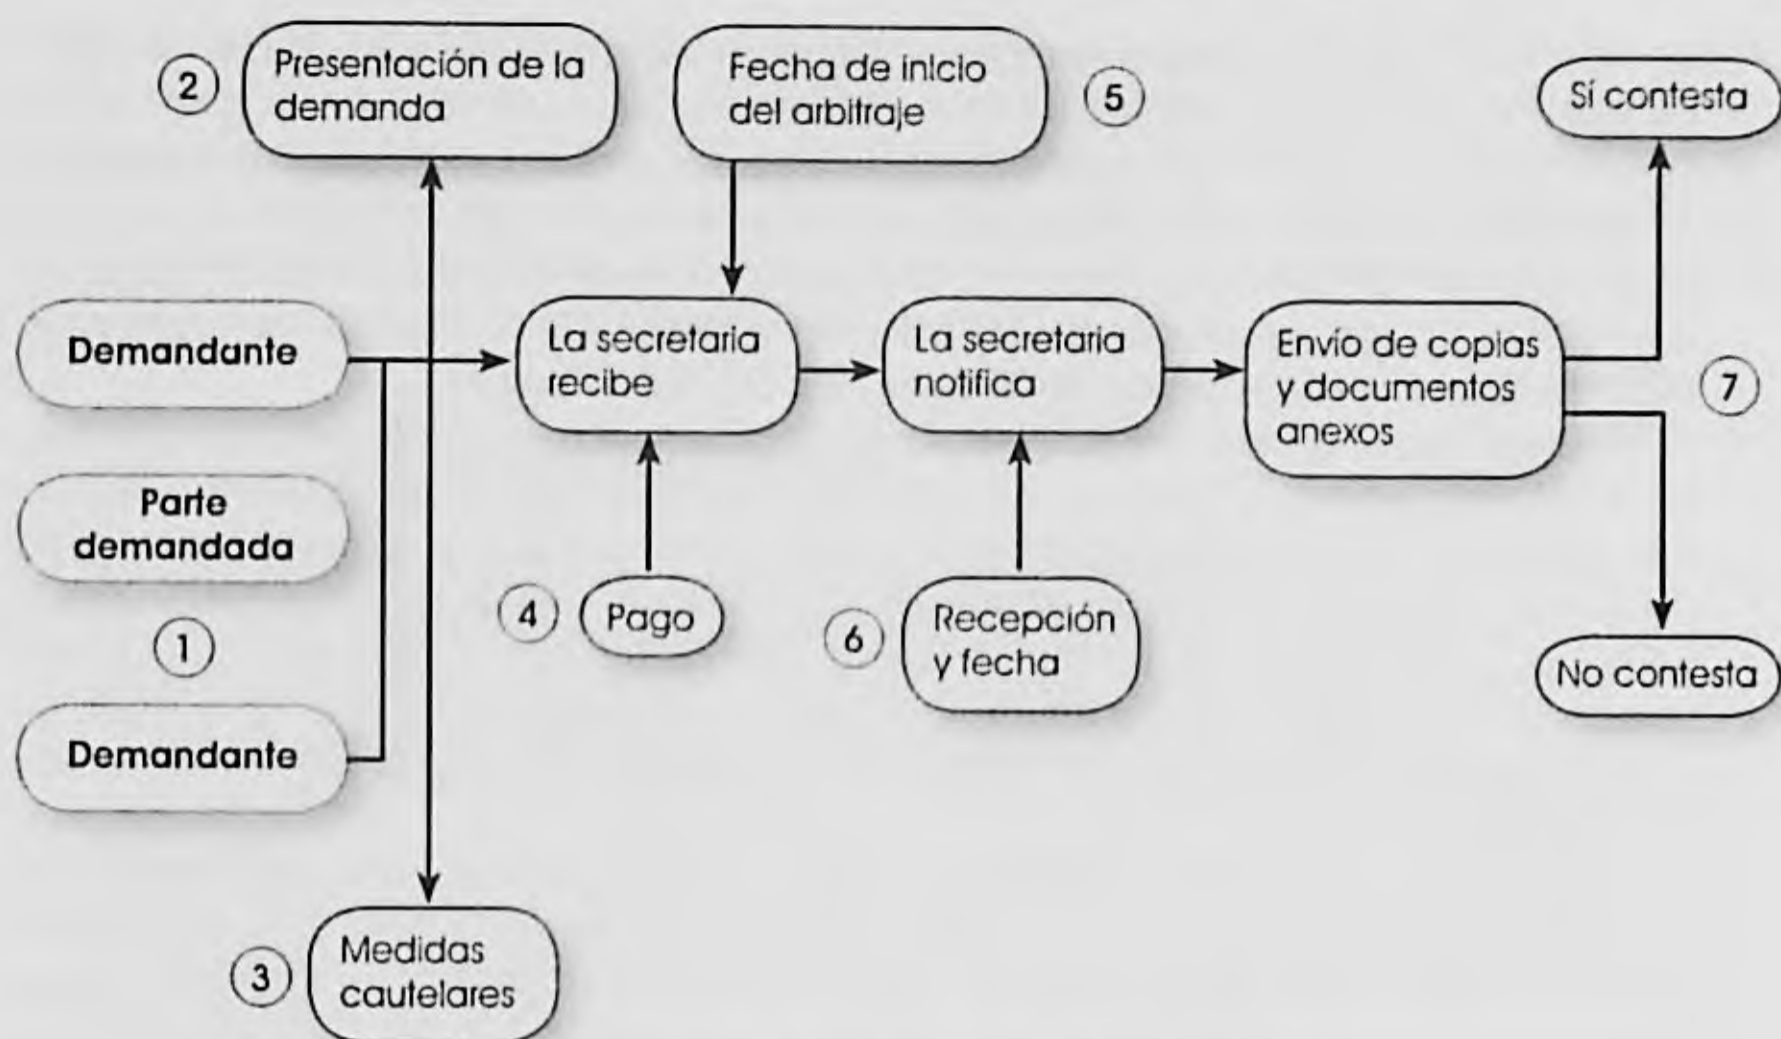 2
Presentación de la
demanda
Fecha de inicio
del arbitraje
5
Sí contesta
Demandante
La secretaria
recibe
La secretaria
notifica
Envío de copias
y documentos
anexos
7
Parte
demandada
1
4
Pago
6
Recepción
y fecha
No contesta
Demandante
3
Medidas
cautelares